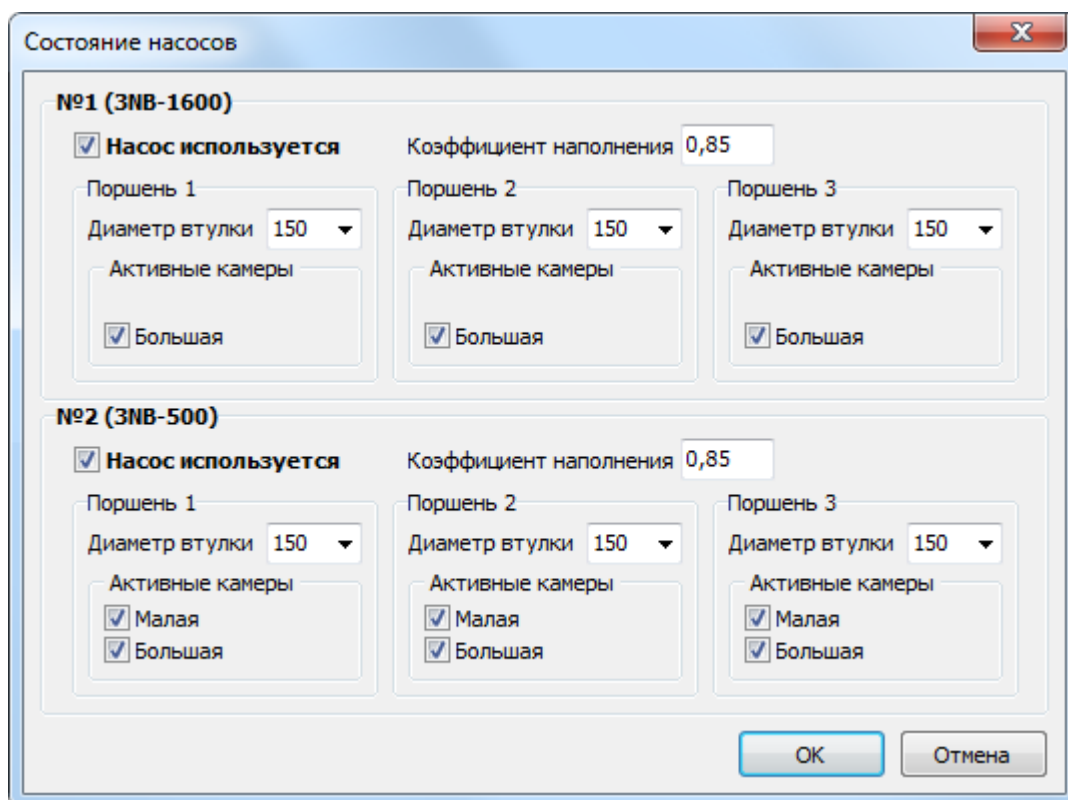 Состояние насосов
№1 (3NB-1600)
Насос используется Коэффициент наполнения 0,85
Поршень 1 Поршень 2 Поршень 3
Диаметр втулки 150 Диаметр втулки 150 Диаметр втулки 150
Активные камеры Активные камеры Активные камеры
Большая Большая Большая
№2 (3NB-500)
Насос используется Коэффициент наполнения 0,85
Поршень 1 Поршень 2 Поршень 3
Диаметр втулки 150 Диаметр втулки 150 Диаметр втулки 150
Активные камеры Активные камеры Активные камеры
Малая Малая Малая
Большая Большая Большая
OK Отмена